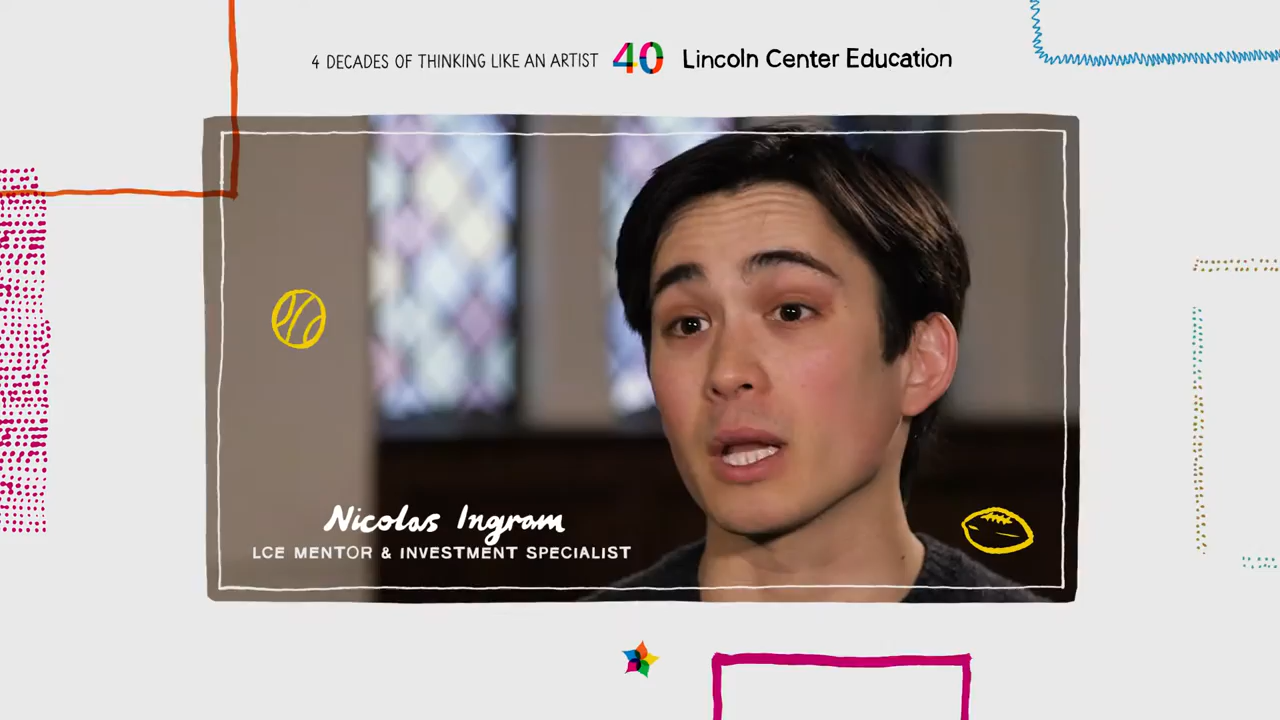 4 DECADES OF THINKING LIKE AN ARTIST 40 Lincoln Center Education
Nicolas Ingram
LCE MENTOR & INVESTMENT SPECIALIST